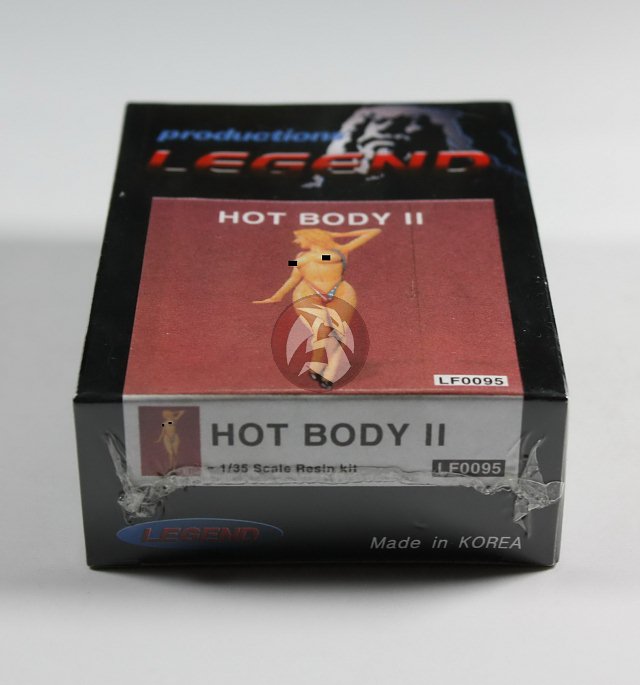 productions
LEGEND
HOT BODY II
LF0095
HOT BODY II
- 1/35 Scale Resin kit
LF0095
LEGEND
Made in KOREA